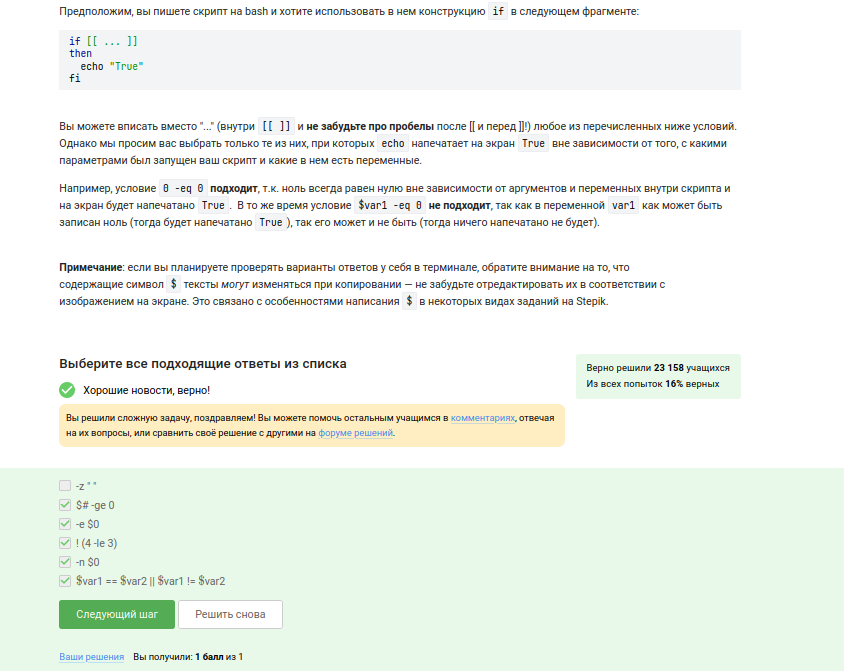 Предположим, вы пишете скрипт на bash и хотите использовать в нем конструкцию if в следующем фрагменте:
if [[ ... ]]
then
  echo "True"
fi
Вы можете вписать вместо "..." (внутри [[ ]] и не забудьте про пробелы после [[ и перед ]]!) любое из перечисленных ниже условий.
Однако мы просим вас выбрать только те из них, при которых echo напечатает на экран True вне зависимости от того, с какими
параметрами был запущен ваш скрипт и какие в нем есть переменные.
Например, условие 0 -eq 0 подходит, т.к. ноль всегда равен нулю вне зависимости от аргументов и переменных внутри скрипта и
на экран будет напечатано True. В то же время условие $var1 -eq 0 не подходит, так как в переменной var1 как может быть
записан ноль (тогда будет напечатано True), так его может и не быть (тогда ничего напечатано не будет).
Примечание: если вы планируете проверять варианты ответов у себя в терминале, обратите внимание на то, что
содержащие символ $ тексты могут изменяться при копировании — не забудьте отредактировать их в соответствии с
изображением на экране. Это связано с особенностями написания $ в некоторых видах заданий на Stepik.
Выберите все подходящие ответы из списка
Верно решили 23 158 учащихся
Из всех попыток 16% верных
Хорошие новости, верно!
Вы решили сложную задачу, поздравляем! Вы можете помочь остальным учащимся в комментариях, отвечая
на их вопросы, или сравнить своё решение с другими на форуме решений.
-z " "
$# -ge 0
-e $0
! (4 -le 3)
-n $0
$var1 == $var2 || $var1 != $var2
Следующий шаг Решить снова
Ваши решения Вы получили: 1 балл из 1